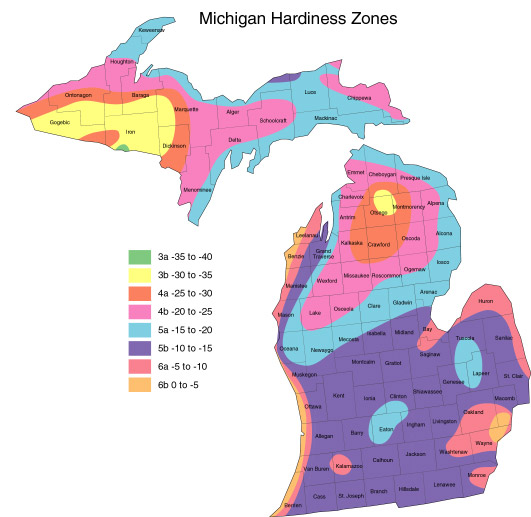 Michigan Hardiness Zones
Keweenaw
Houghton
Ontonagon
Baraga
Gogebic
Iron
Marquette
Dickinson
Menominee
Alger
Delta
Schoolcraft
Luce
Mackinac
Chippewa
Emmet
Cheboygan
Presque Isle
Charlevoix
Antrim
Otsego
Montmorency
Alpena
Leelanau
Benzie
Grand
Traverse
Kalkaska
Crawford
Oscoda
Alcona
Manistee
Wexford
Missaukee
Roscommon
Ogemaw
Iosco
Mason
Lake
Osceola
Clare
Gladwin
Arenac
Oceana
Newaygo
Mecosta
Isabella
Midland
Bay
Huron
Saginaw
Tuscola
Sanilac
Muskegon
Montcalm
Gratiot
Genesee
Lapeer
St. Clair
Ottawa
Kent
Ionia
Clinton
Shiawassee
Oakland
Macomb
Allegan
Barry
Eaton
Ingham
Livingston
Washtenaw
Wayne
Van Buren
Kalamazoo
Calhoun
Jackson
Monroe
Berrien
Cass
St. Joseph
Branch
Hillsdale
Lenawee
3a -35 to -40
3b -30 to -35
4a -25 to -30
4b -20 to -25
5a -15 to -20
5b -10 to -15
6a -5 to -10
6b 0 to -5